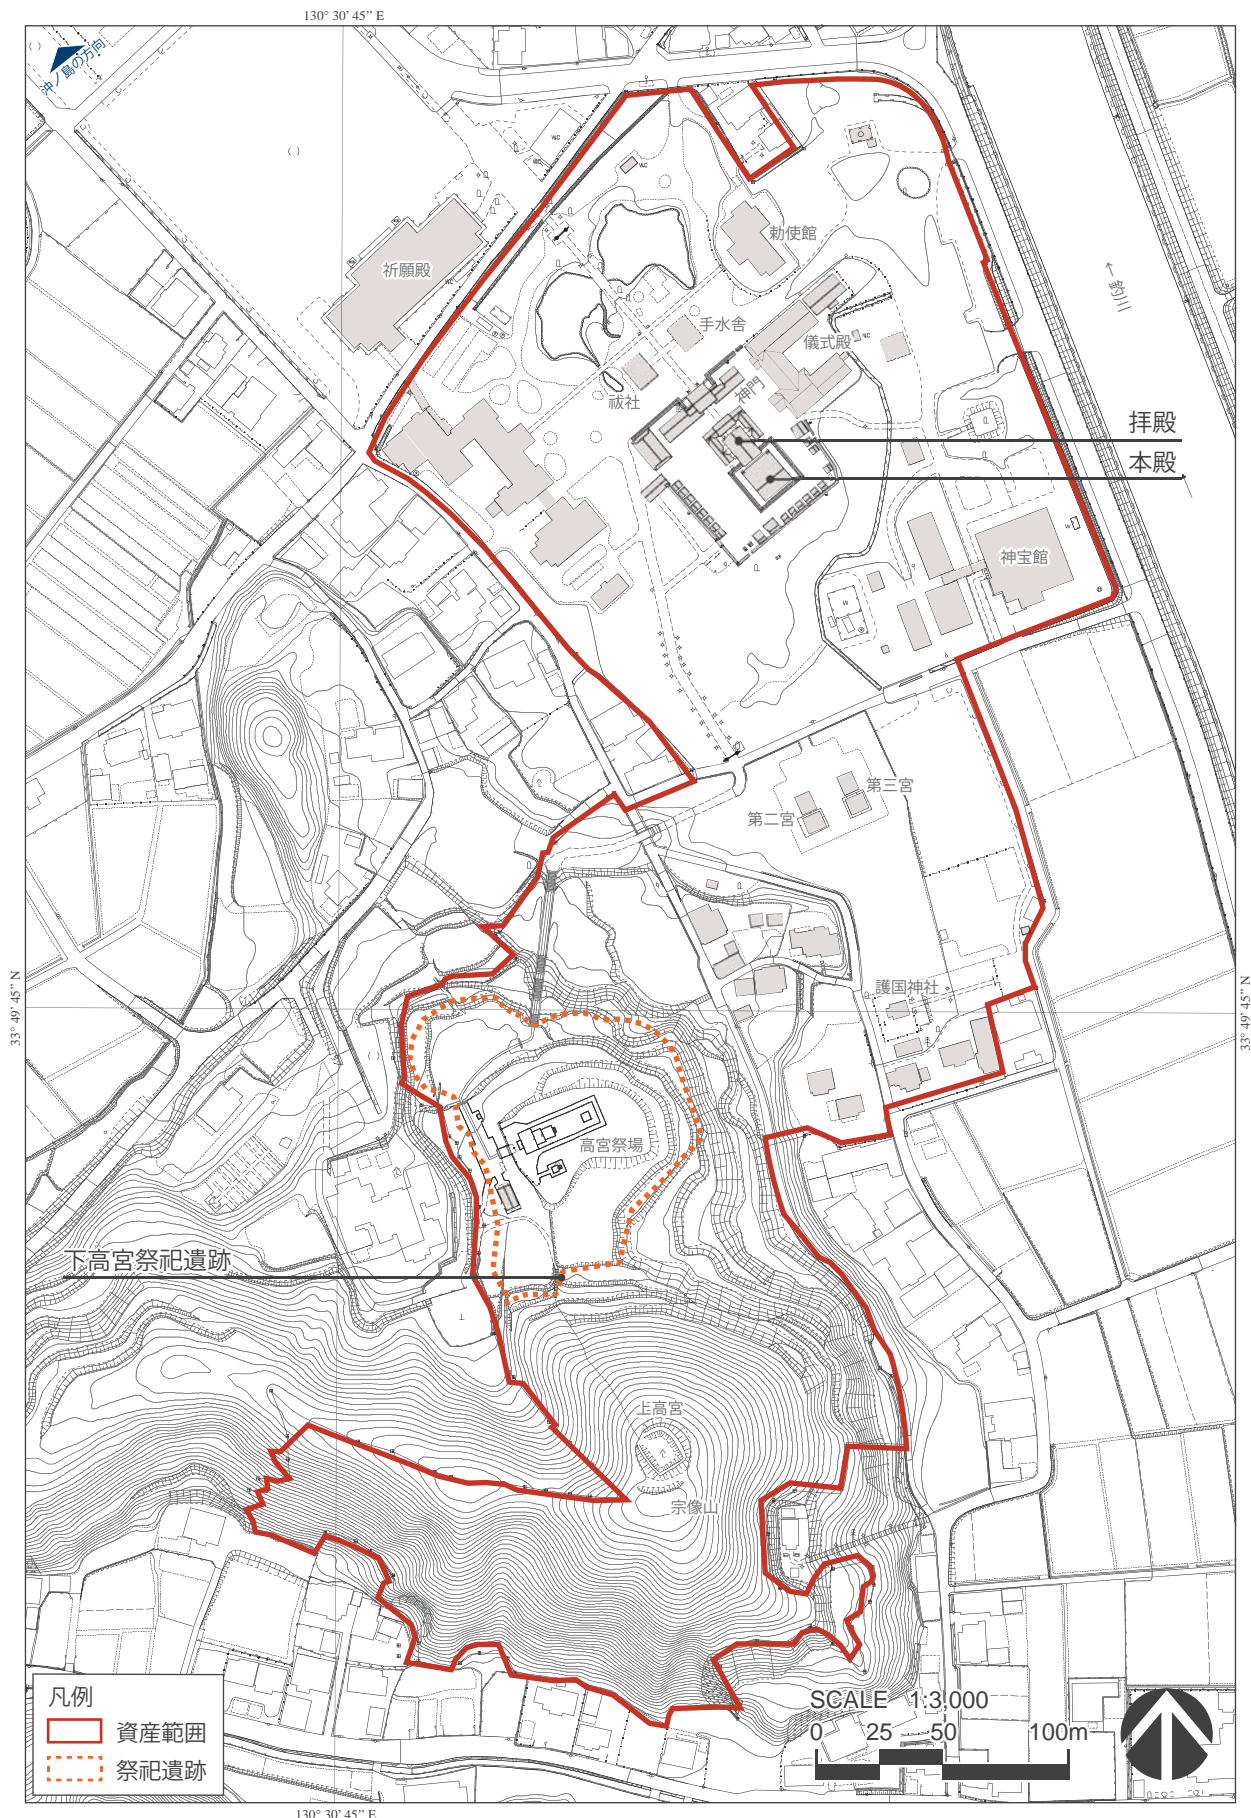 130° 30' 45" E
沖ノ島の方向
WC
WC
勅使館
祈願殿
WC
↑釣川
手水舎
儀式殿
WC
神門
祓社
拝殿
本殿
神宝館
第三宮
第二宮
護国神社
33° 49' 45" N
33° 49' 45" N
高宮祭場
下高宮祭祀遺跡
上高宮
宗像山
凡例
資産範囲
祭祀遺跡
SCALE 1:3,000
0 25 50 100m
130° 30' 45" E